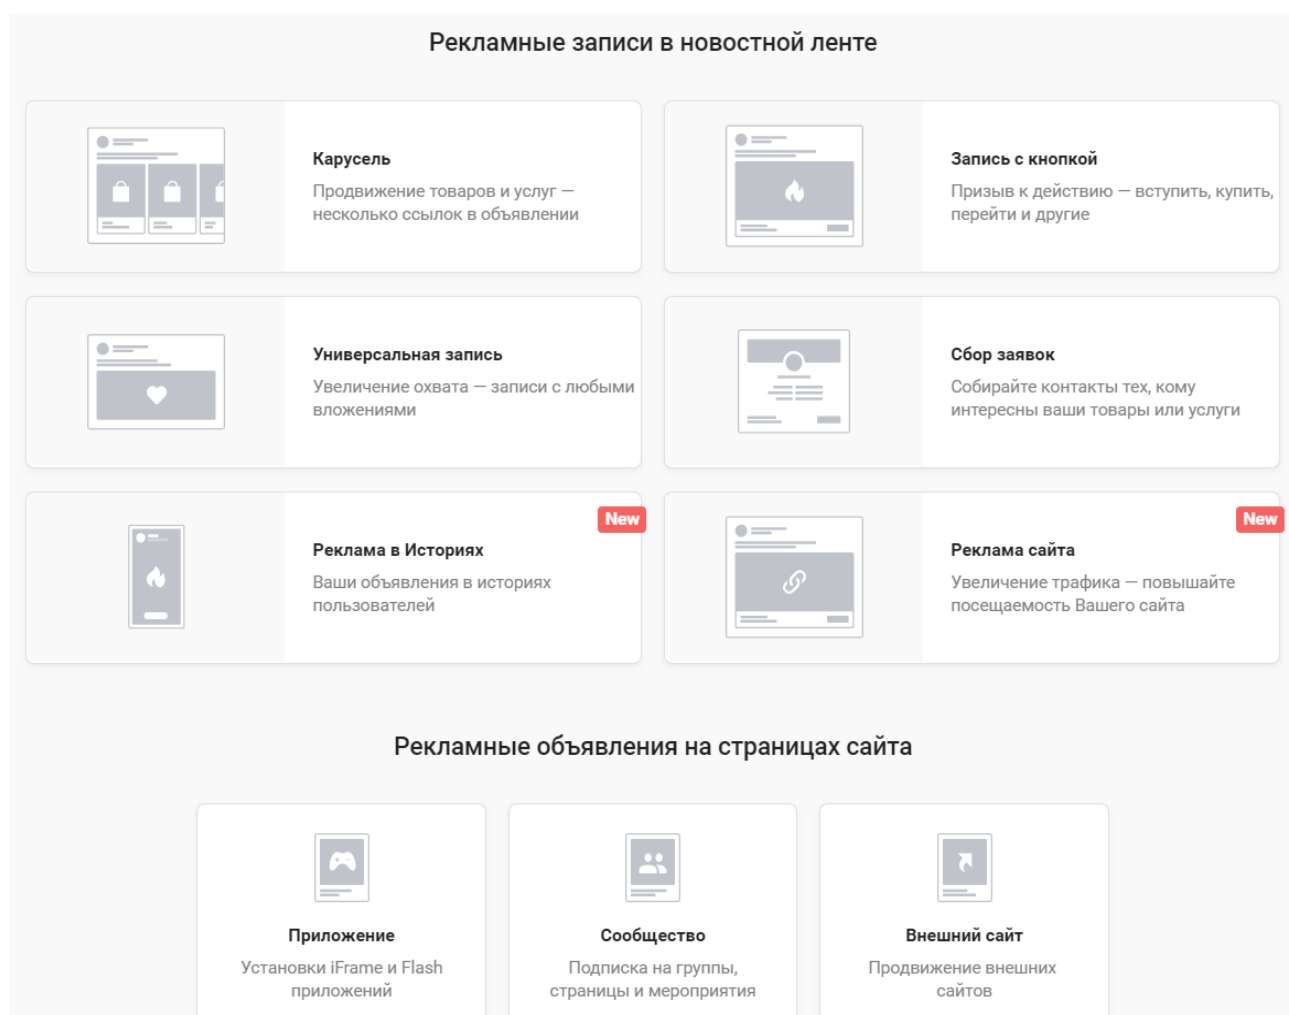 Рекламные записи в новостной ленте
Карусель
Продвижение товаров и услуг —
несколько ссылок в объявлении
Запись с кнопкой
Призыв к действию — вступить, купить,
перейти и другие
Универсальная запись
Увеличение охвата — записи с любыми
вложениями
Сбор заявок
Собирайте контакты тех, кому
интересны ваши товары или услуги
New
Реклама в Историях
Ваши объявления в историях
пользователей
New
Реклама сайта
Увеличение трафика — повышайте
посещаемость Вашего сайта
Рекламные объявления на страницах сайта
Приложение
Установки iFrame и Flash
приложений
Сообщество
Подписка на группы,
страницы и мероприятия
Внешний сайт
Продвижение внешних
сайтов